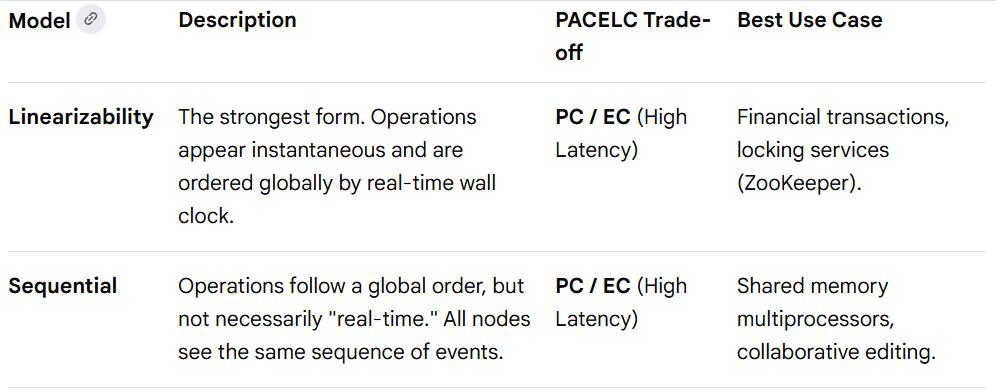 Model Description PACELC Trade-
off Best Use Case
Linearizability
The strongest form. Operations
appear instantaneous and are
ordered globally by real-time wall
clock.
PC / EC (High
Latency)
Financial transactions,
locking services
(ZooKeeper).
Sequential
Operations follow a global order, but
not necessarily "real-time." All nodes
see the same sequence of events.
PC / EC (High
Latency)
Shared memory
multiprocessors,
collaborative editing.